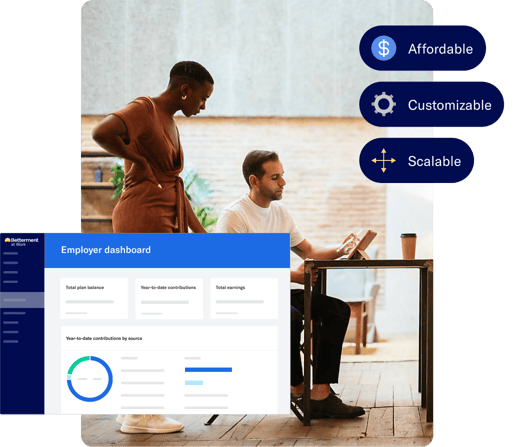 Affordable
Customizable
Scalable
Betterment
at Work
Employer dashboard
Total plan balance
Year-to-date contributions
Total earnings
Year-to-date contributions by source